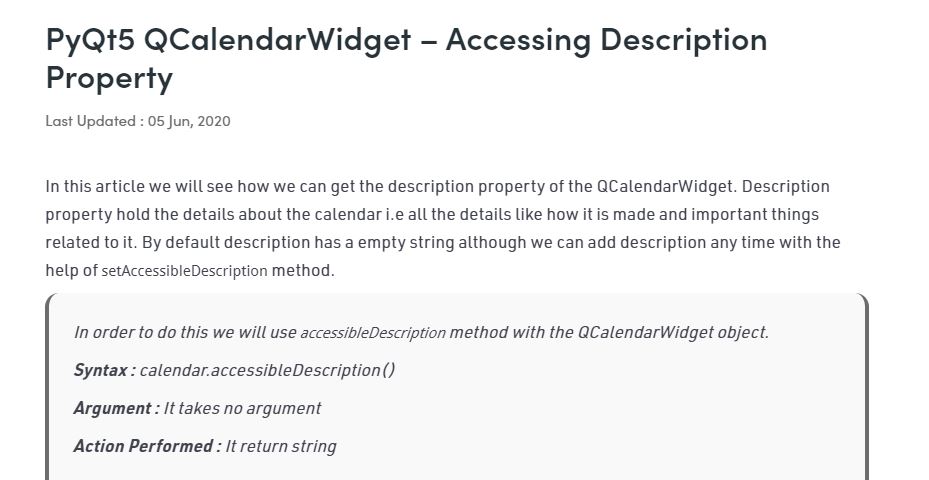 PyQt5 QCalendarWidget – Accessing Description
Property
Last Updated : 05 Jun, 2020
In this article we will see how we can get the description property of the QCalendarWidget. Description
property hold the details about the calendar i.e all the details like how it is made and important things
related to it. By default description has a empty string although we can add description any time with the
help of setAccessibleDescription method.
In order to do this we will use accessibleDescription method with the QCalendarWidget object.
Syntax : calendar.accessibleDescription()
Argument : It takes no argument
Action Performed : It return string